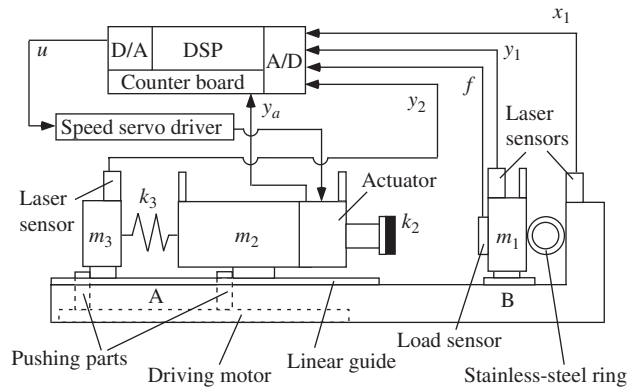 x1
u
D/A
DSP
A/D
y1
Counter board
f
ya
y2
Speed servo driver
Laser
sensors
Laser
sensor
Actuator
k3
k2
m3
m2
m1
A
B
Pushing parts
Driving motor
Linear guide
Load sensor
Stainless-steel ring